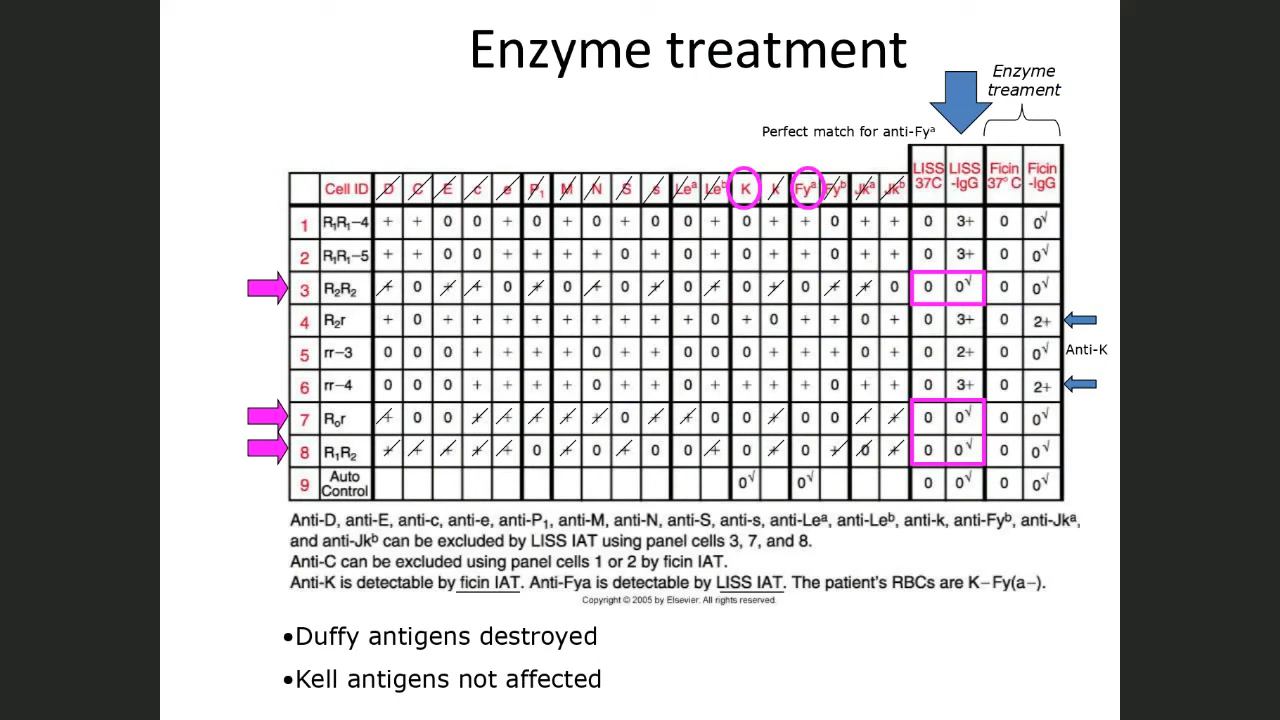 Enzyme treatment
Enzyme
treament
Perfect match for anti-Fyᵃ
Cell ID D C E c e P₁ M N S s Leᵃ Leᵇ K k Fyᵃ Fyᵇ Jkᵃ Jkᵇ LISS 37C LISS -IgG Ficin 37° C Ficin -IgG
1 R₁R₁–4 + + 0 0 + 0 + 0 + 0 0 + 0 + + 0 + + 0 3+ 0 0√
2 R₁R₁–5 + + 0 0 + + + + 0 + 0 + 0 + + 0 + + 0 3+ 0 0√
3 R₂R₂ + 0 + + 0 + 0 + 0 + 0 + 0 + 0 + + 0 0 0√ 0 0√
4 R₂r + 0 + + + + + + + + + 0 + 0 + + 0 + 0 3+ 0 2+
5 rr–3 0 0 0 + + + + 0 + + 0 0 0 + + + 0 + 0 2+ 0 0√
Anti-K
6 rr–4 0 0 0 + + + + 0 + + 0 + + + + 0 + + 0 3+ 0 2+
7 R₀r + 0 0 + + + + + 0 + + 0 0 + 0 0 + + 0 0√ 0 0√
8 R₁R₂ + + + + + 0 + 0 + 0 0 + 0 + 0 + 0 + 0 0√ 0 0√
9 Auto Control 0√ 0√ 0 0√ 0 0√
Anti-D, anti-E, anti-c, anti-e, anti-P₁, anti-M, anti-N, anti-S, anti-s, anti-Leᵃ, anti-Leᵇ, anti-k, anti-Fyᵇ, anti-Jkᵃ,
and anti-Jkᵇ can be excluded by LISS IAT using panel cells 3, 7, and 8.
Anti-C can be excluded using panel cells 1 or 2 by ficin IAT.
Anti-K is detectable by ficin IAT. Anti-Fya is detectable by LISS IAT. The patient's RBCs are K–Fy(a–).
Copyright © 2005 by Elsevier. All rights reserved.
•Duffy antigens destroyed
•Kell antigens not affected